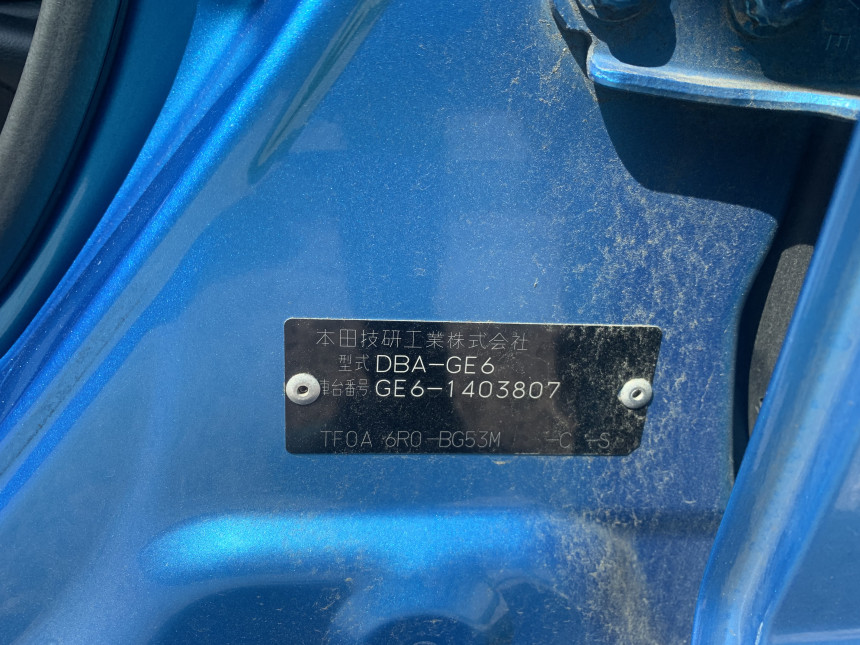 本田技研工業株式会社
型式 DBA-GE6
車台番号 GE6-1403807
TF0A 6R0-BG53M -C -S